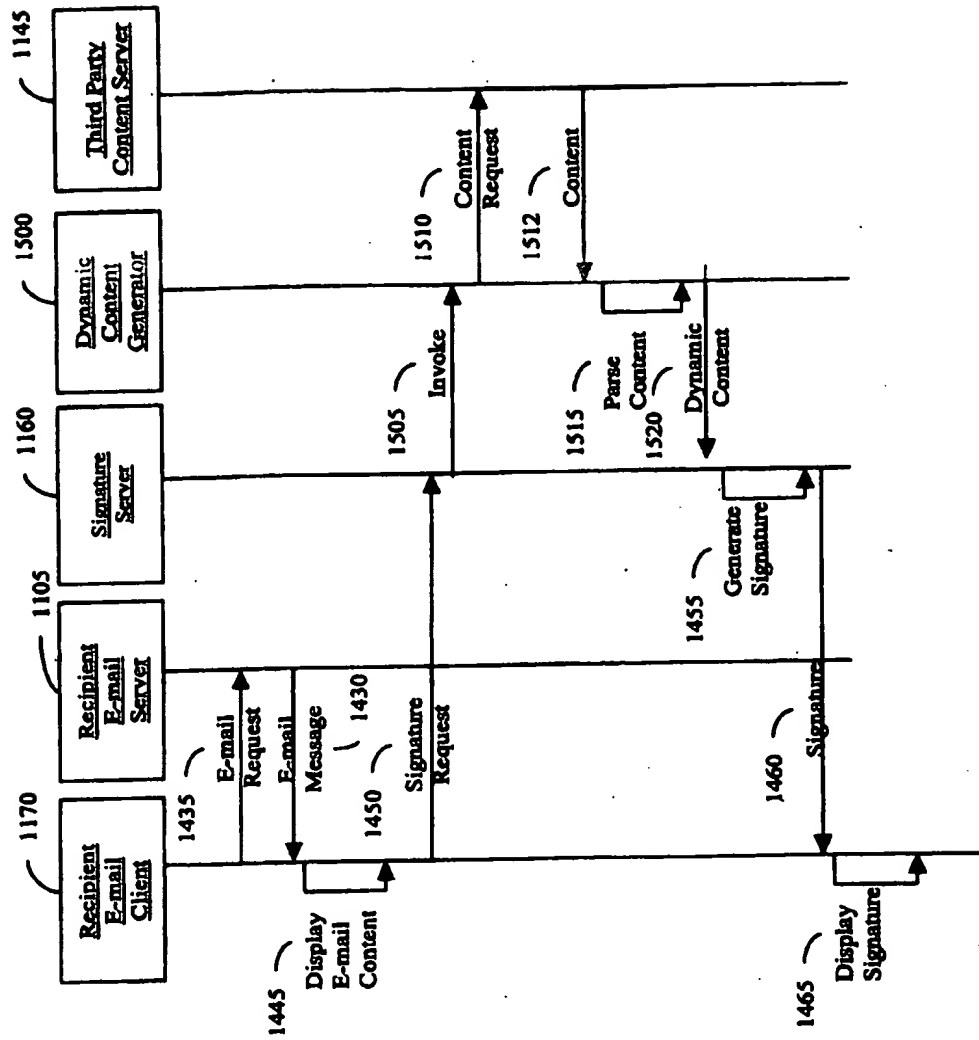 1170
Recipient
E-mail
Client
1105
Recipient
E-mail
Server
1160
Signature
Server
1500
Dynamic
Content
Generator
1145
Third Party
Content Server
1435
E-mail
Request
E-mail
Message
1430
1445
Display
E-mail
Content
1450
Signature
Request
1505
Invoke
1510
Content
Request
1512
Content
1515
Parse
Content
1520
Dynamic
Content
1455
Generate
Signature
1460
Signature
1465
Display
Signature